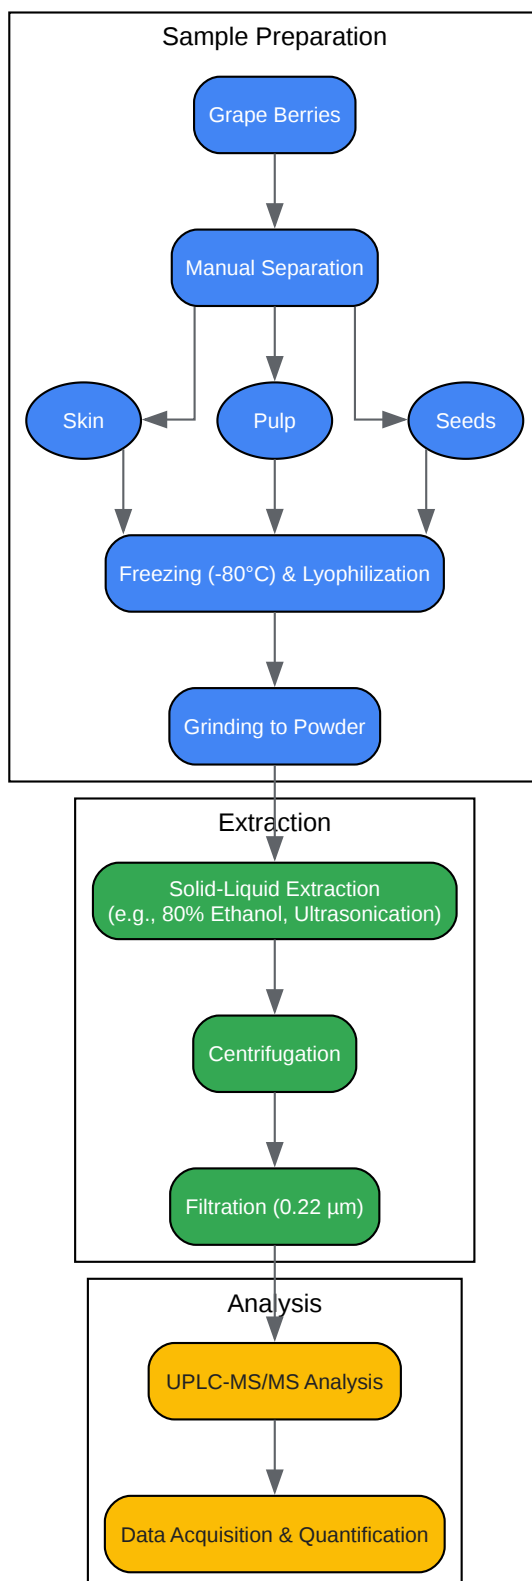 Sample Preparation
Grape Berries
Manual Separation
Skin
Pulp
Seeds
Freezing (-80°C) & Lyophilization
Grinding to Powder
Extraction
Solid-Liquid Extraction
(e.g., 80% Ethanol, Ultrasonication)
Centrifugation
Filtration (0.22 µm)
Analysis
UPLC-MS/MS Analysis
Data Acquisition & Quantification